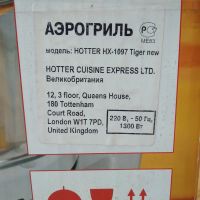 АЭРОГРИЛЬ
модель: HOTTER HX-1097 Tiger new
МЕ83
HOTTER CUISINE EXPRESS LTD.
Великобритания
12, 3 floor, Queens House,
180 Tottenham
Court Road,
London W1T 7PD,
United Kingdom
220 В, ~ 50 Гц,
1300 Вт